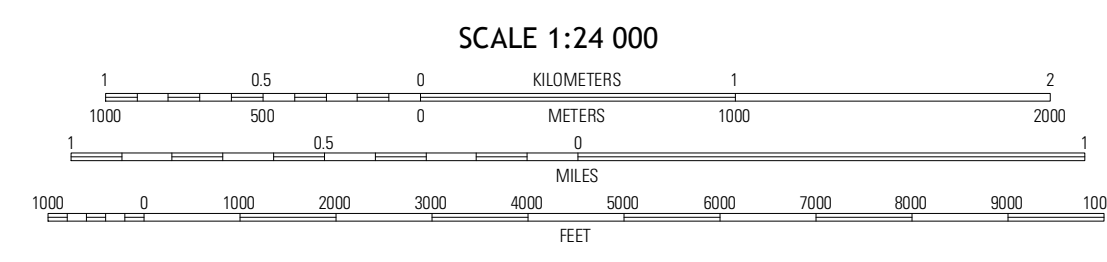 SCALE 1:24 000
1 0.5 0 KILOMETERS 1 2
1000 500 0 METERS 1000 2000
1 0.5 0 1
MILES
1000 0 1000 2000 3000 4000 5000 6000 7000 8000 9000 100
FEET